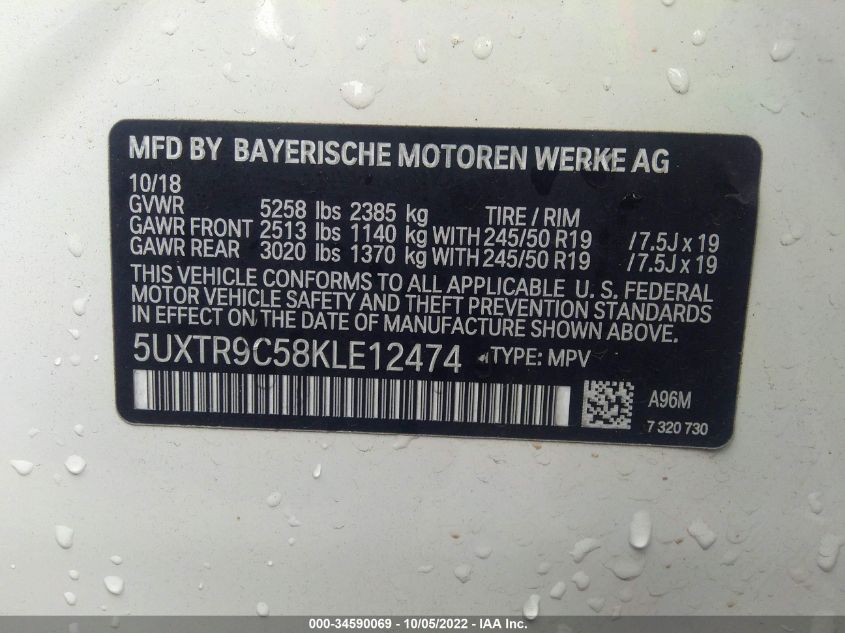 MFD BY BAYERISCHE MOTOREN WERKE AG
10/18
GVWR 5258 lbs 2385 kg TIRE / RIM
GAWR FRONT 2513 lbs 1140 kg WITH 245/50 R19 /7.5J x 19
GAWR REAR 3020 lbs 1370 kg WITH 245/50 R19 /7.5J x 19
THIS VEHICLE CONFORMS TO ALL APPLICABLE U. S. FEDERAL
MOTOR VEHICLE SAFETY AND THEFT PREVENTION STANDARDS
IN EFFECT ON THE DATE OF MANUFACTURE SHOWN ABOVE.
5UXTR9C58KLE12474 TYPE: MPV
A96M
7 320 730
000-34590069 - 10/05/2022 - IAA Inc.